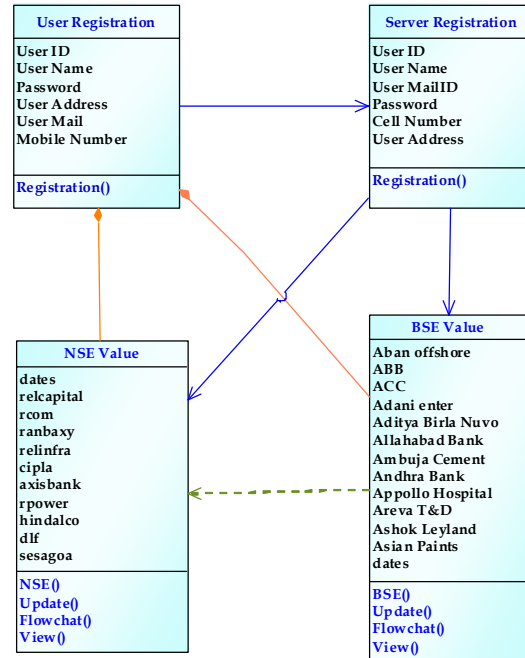 User Registration
User ID
User Name
Password
User Address
User Mail
Mobile Number
Registration()
Server Registration
User ID
User Name
User MailID
Password
Cell Number
User Address
Registration()
NSE Value
dates
relcapital
rcom
ranbaxy
relinfra
cipla
axisbank
rpower
hindalco
dlf
sesagoa
NSE()
Update()
Flowchat()
View()
BSE Value
Aban offshore
ABB
ACC
Adani enter
Aditya Birla Nuvo
Allahabad Bank
Ambuja Cement
Andhra Bank
Appollo Hospital
Areva T&D
Ashok Leyland
Asian Paints
dates
BSE()
Update()
Flowchat()
View()